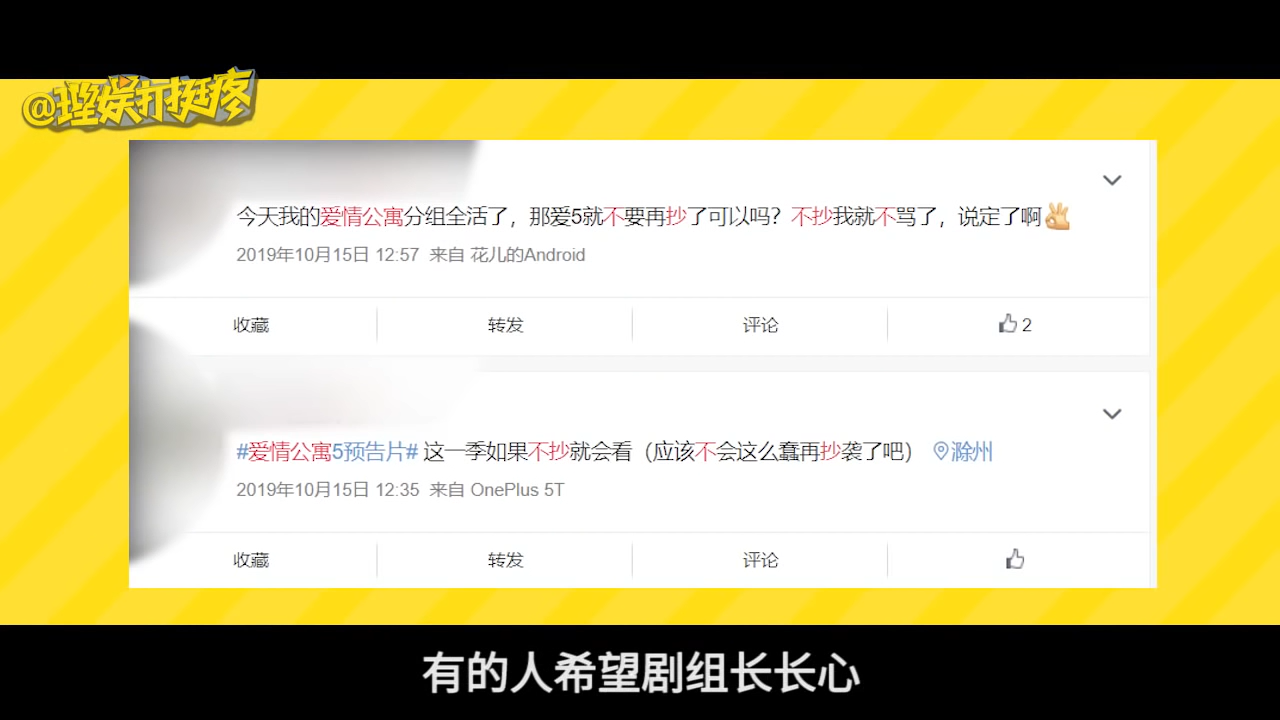 @理娱打挺疼
今天我的爱情公寓分组全活了，那爱5就不要再抄了可以吗？不抄我就不骂了，说定了啊👌
2019年10月15日 12:57 来自 花儿的Android
收藏 转发 评论 2
#爱情公寓5预告片# 这一季如果不抄就会看（应该不会这么蠢再抄袭了吧） 滁州
2019年10月15日 12:35 来自 OnePlus 5T
收藏 转发 评论
有的人希望剧组长长心